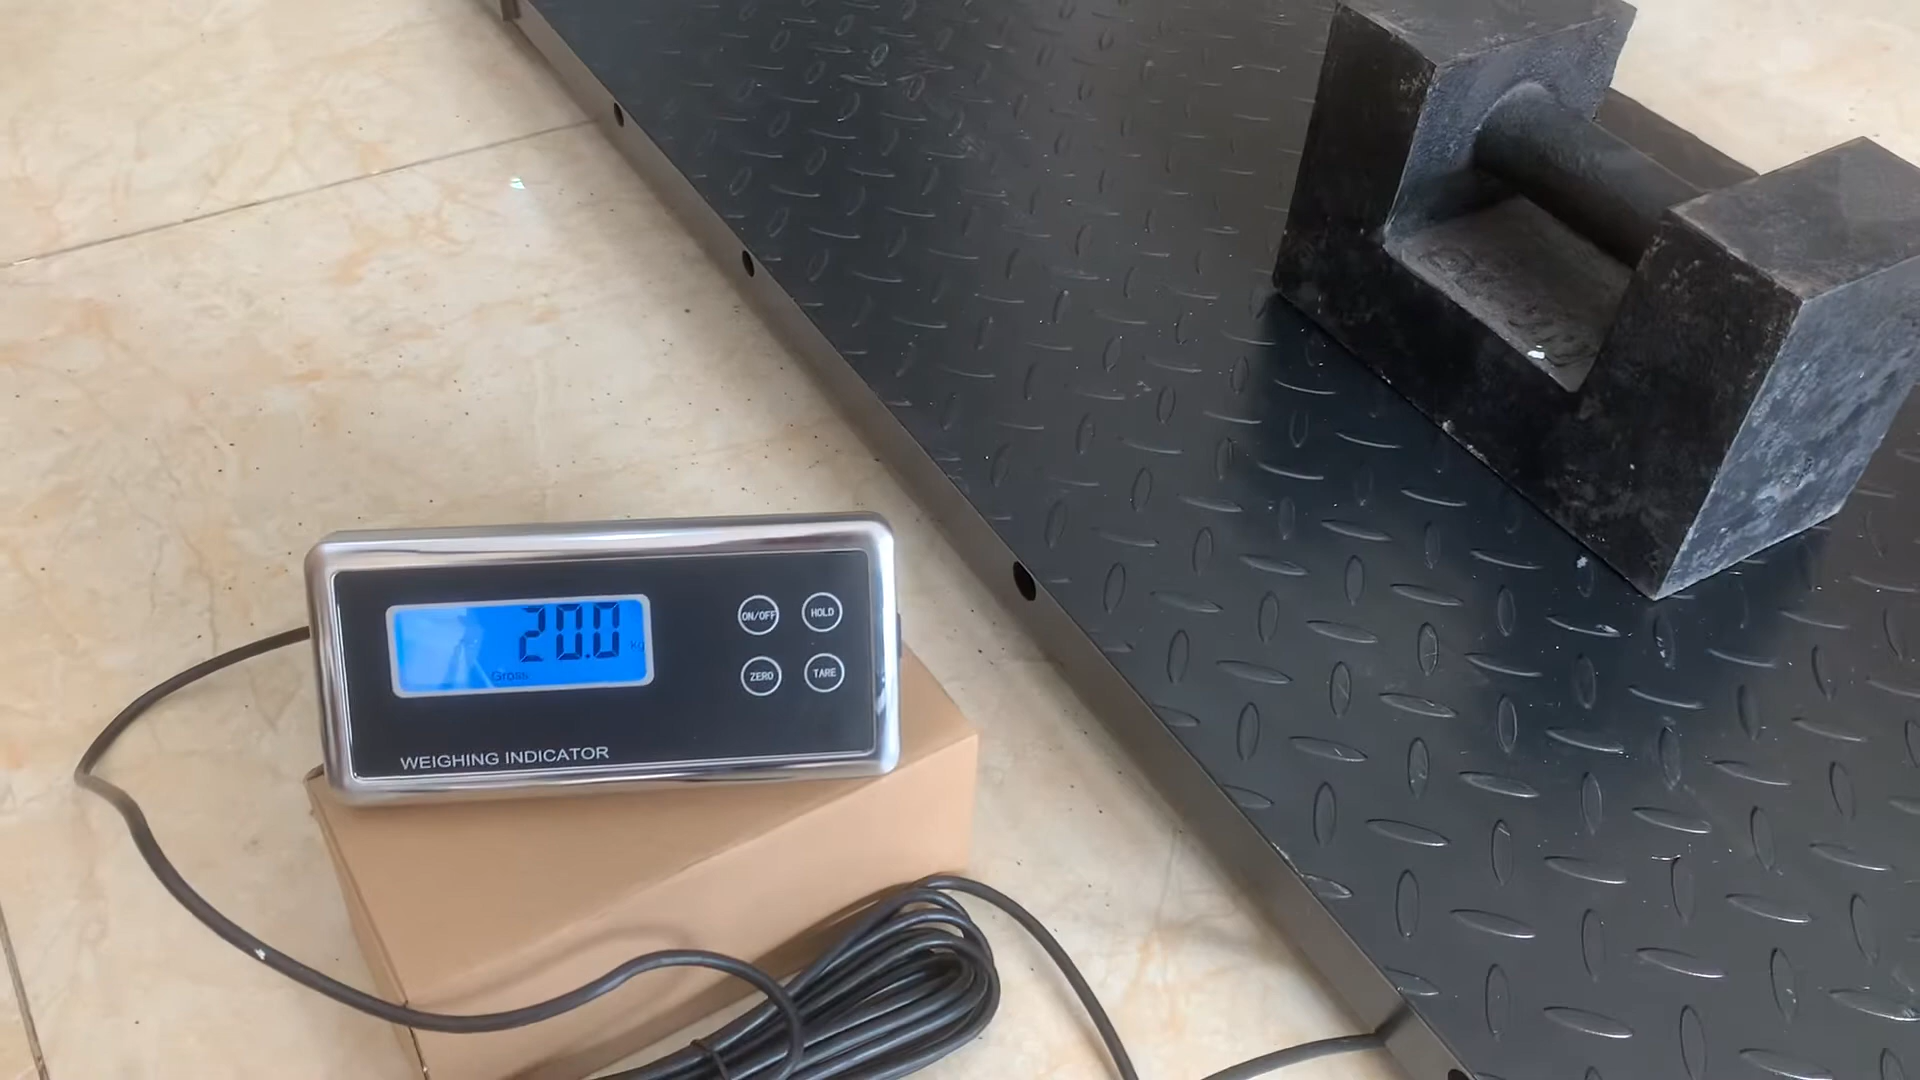 20.0 kg
Gross
ON/OFF HOLD
ZERO TARE
WEIGHING INDICATOR